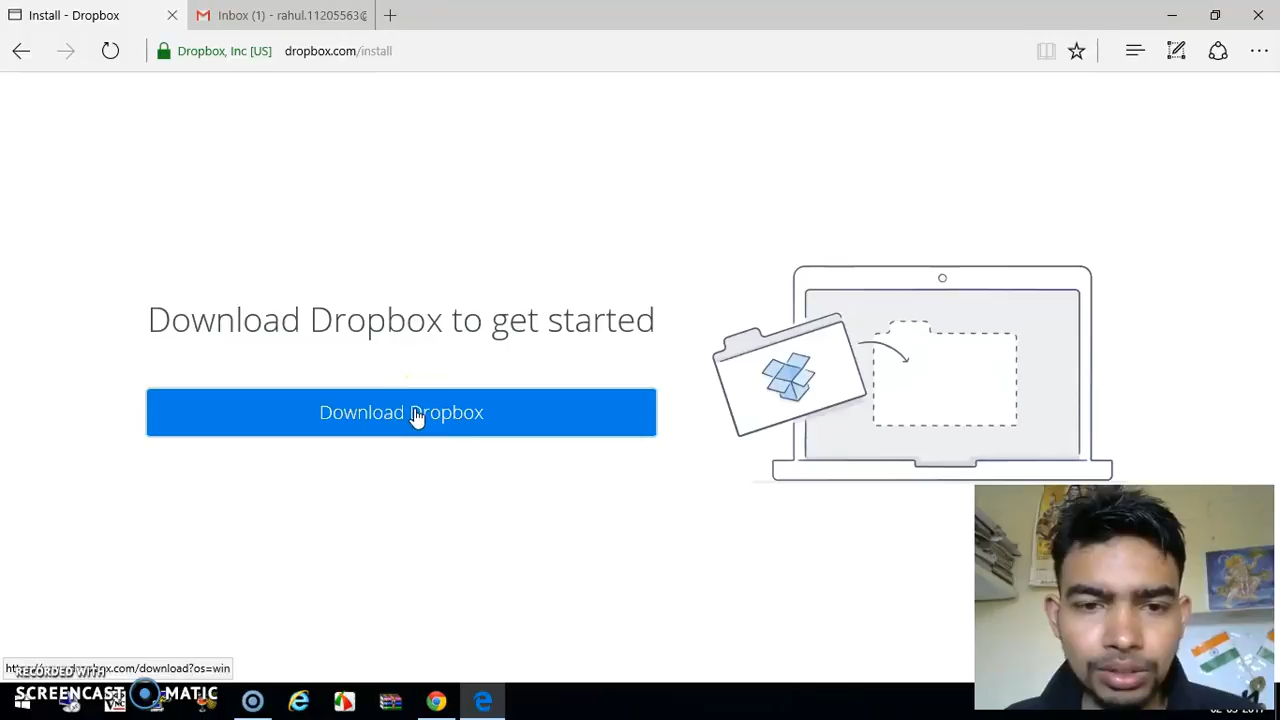 Install - Dropbox
Inbox (1) - rahul.11205563@
Dropbox, Inc [US]
dropbox.com/install
Download Dropbox to get started
Download Dropbox
RECORDED WITH
SCREENCAST MATIC